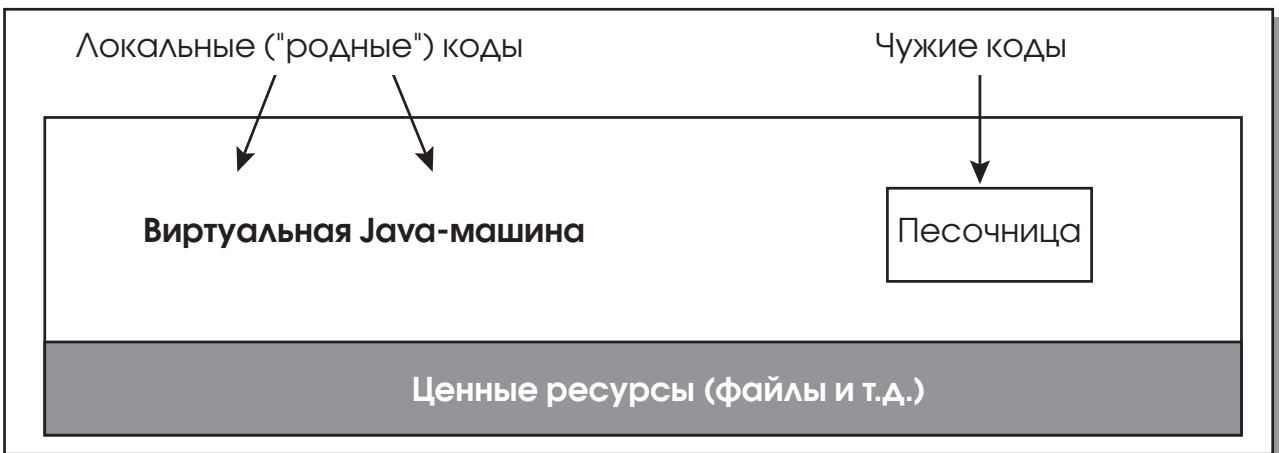 Локальные ("родные") коды
Чужие коды
Виртуальная Java-машина
Песочница
Ценные ресурсы (файлы и т.д.)